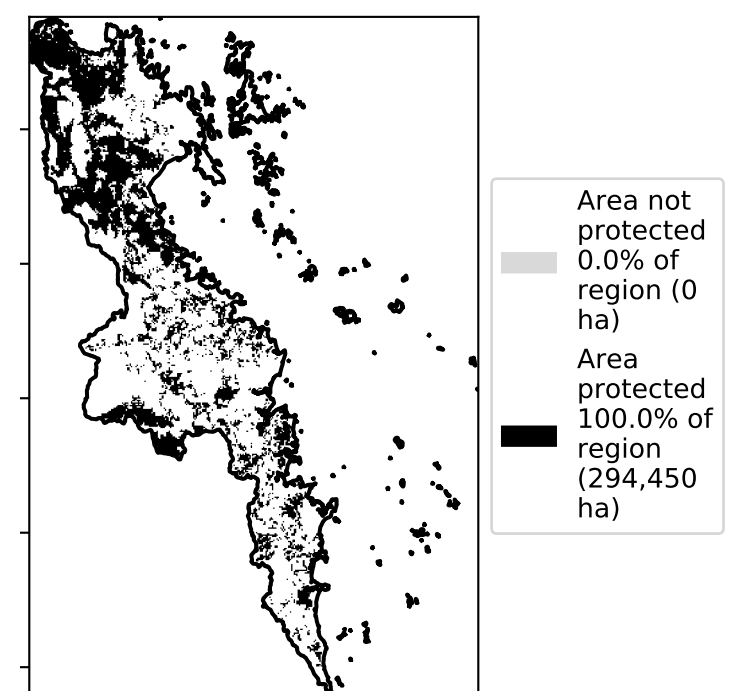 Area not
protected
0.0% of
region (0
ha)
Area
protected
100.0% of
region
(294,450
ha)